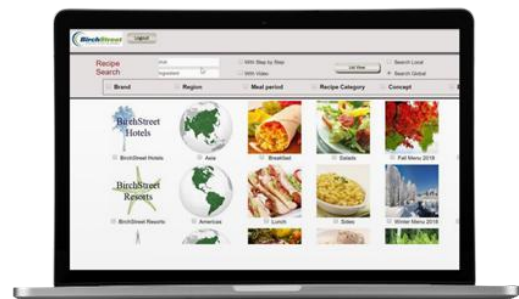 BirchStreet
Logout
Recipe
Search
Ingredient
With Step by Step
With Video
List View
Search Local
Search Global
Brand
Region
Meal period
Recipe Category
Concept
BirchStreet
Hotels
BirchStreet Hotels
Asia
Breakfast
Salads
Fall Menu 2018
BirchStreet
Resorts
BirchStreet Resorts
Americas
Lunch
Sides
Winter Menu 2018